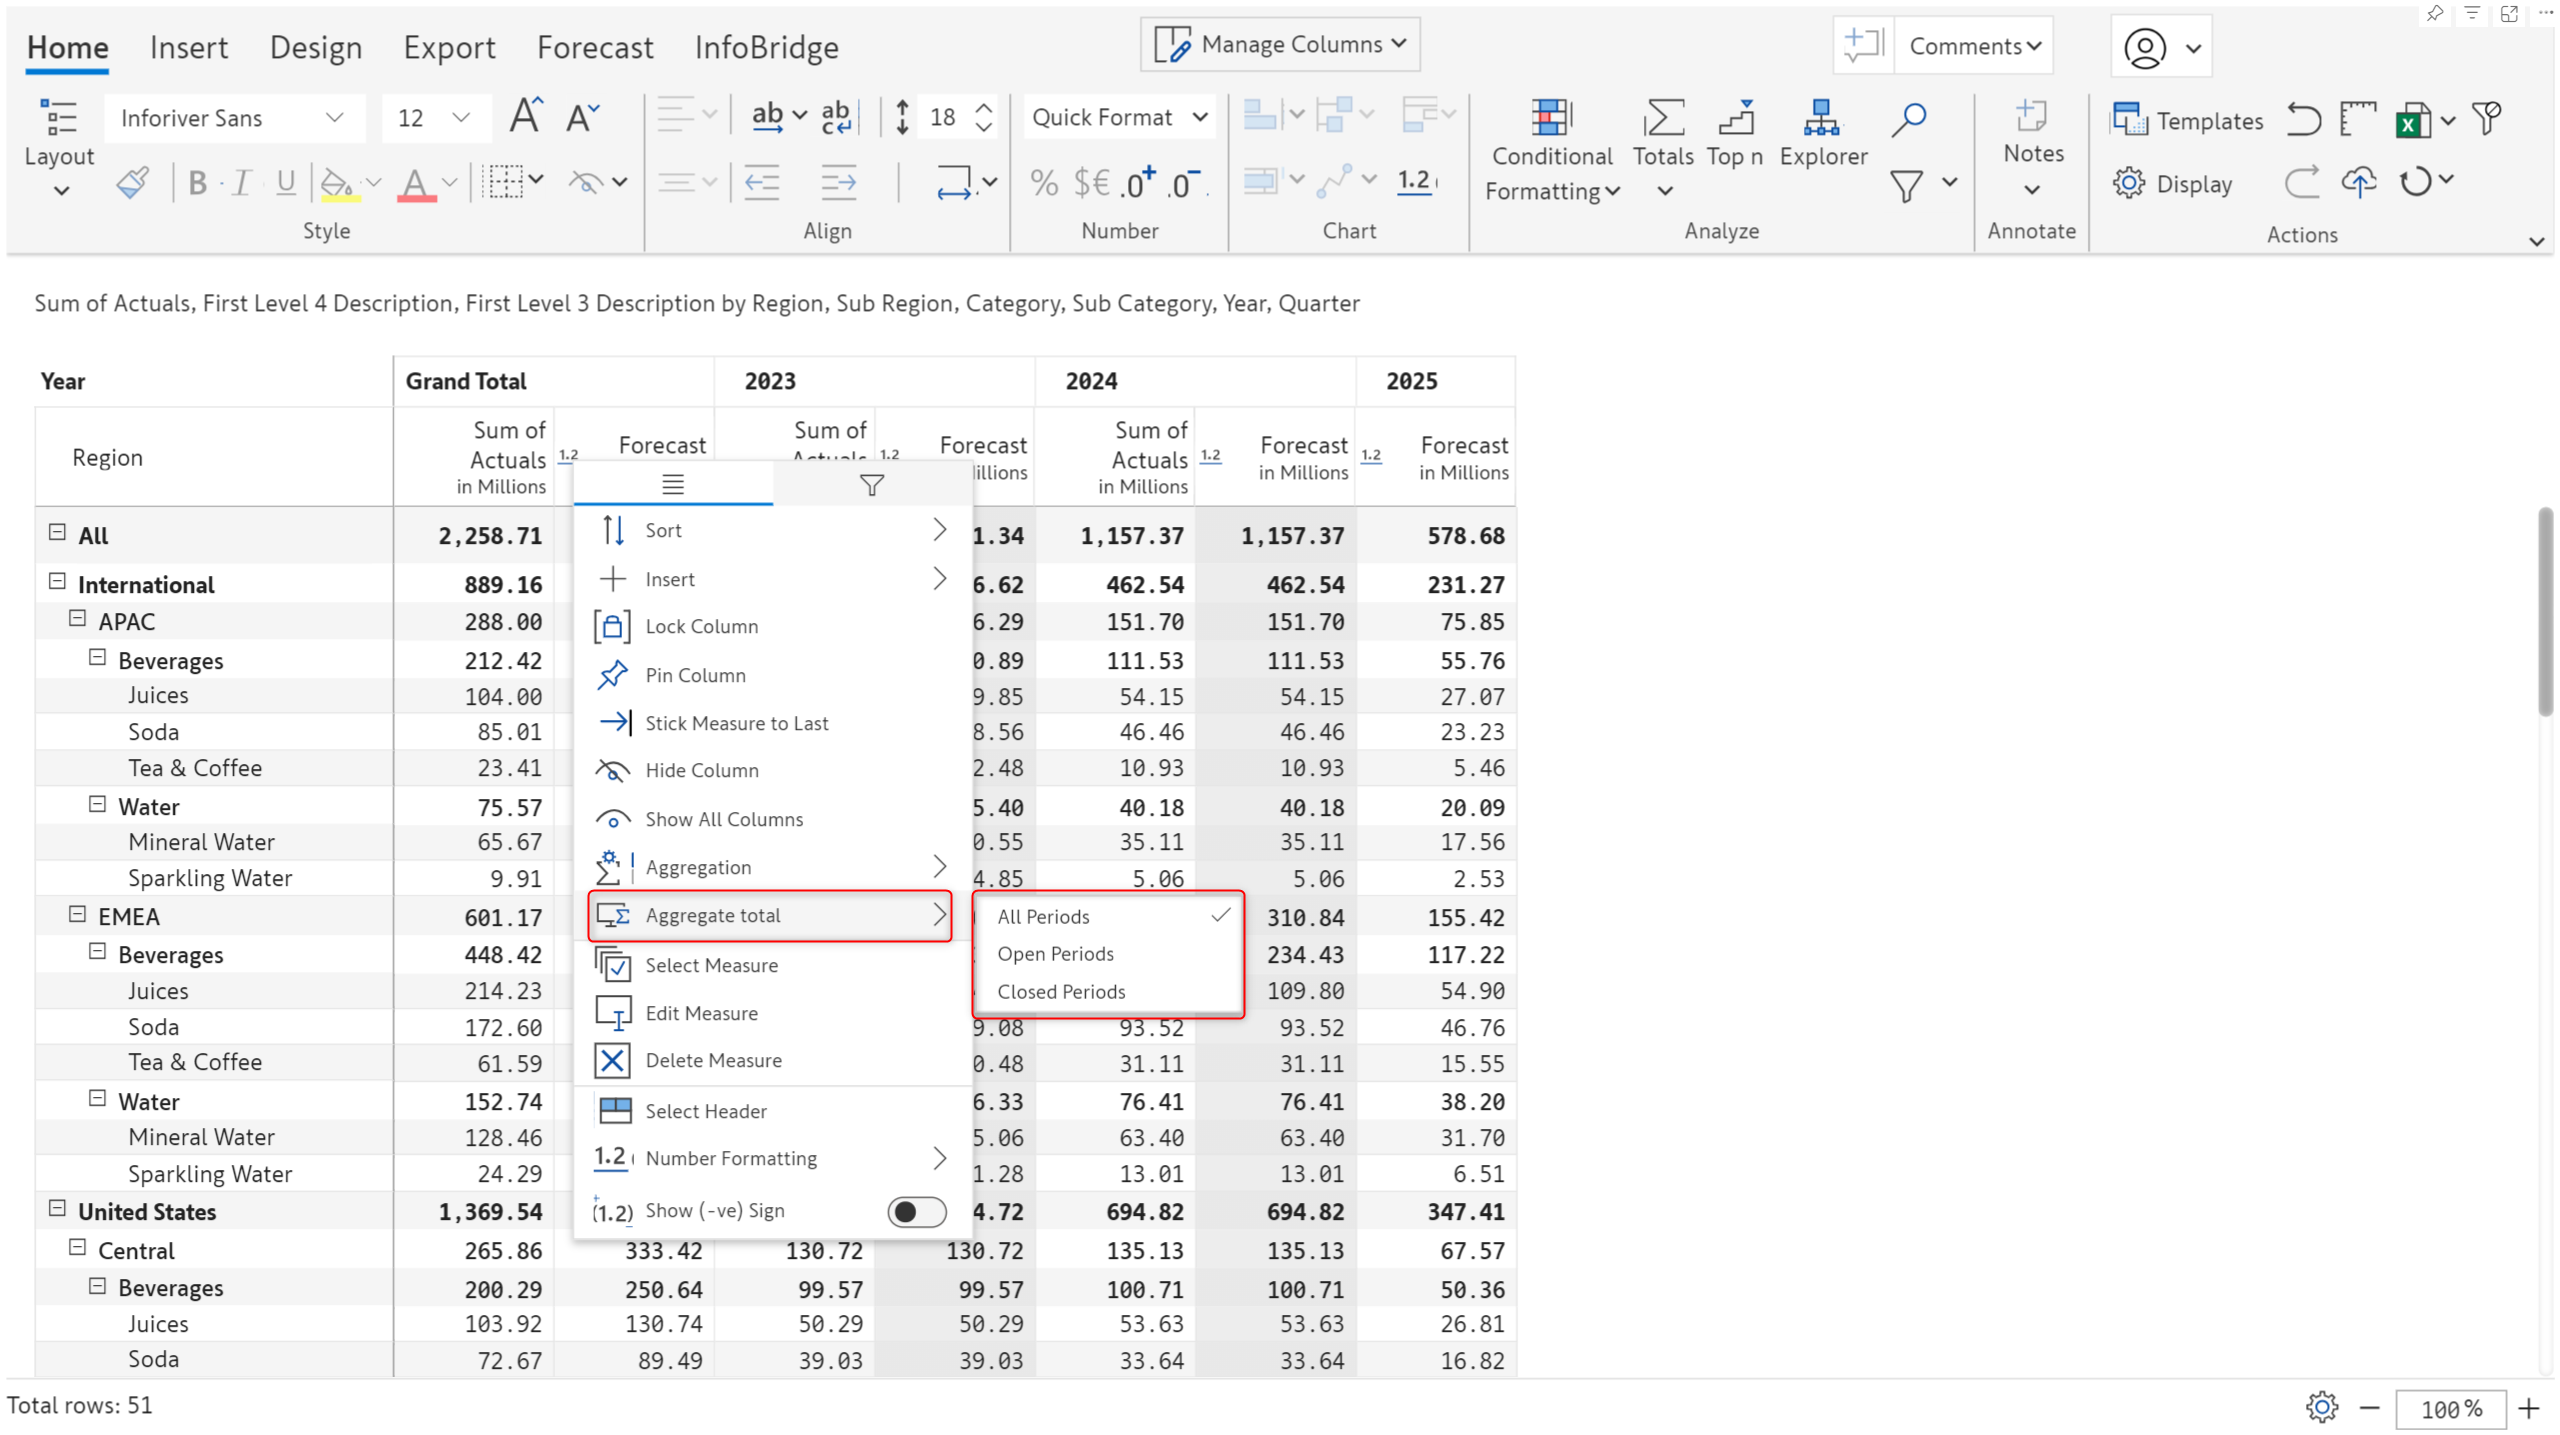 Home Insert Design Export Forecast InfoBridge Manage Columns Comments
Inforiver Sans 12 ab ab 18 Quick Format Templates
c
Layout Conditional Totals Top n Explorer Notes
B I U A % $€ .0+ .0- 1.2 Formatting Display
Style Align Number Chart Analyze Annotate Actions
Sum of Actuals, First Level 4 Description, First Level 3 Description by Region, Sub Region, Category, Sub Category, Year, Quarter
Year Grand Total 2023 2024 2025
Region Sum of Actuals in Millions 1.2 Forecast Sum of Actuals 1.2 Forecast illions Sum of Actuals in Millions 1.2 Forecast in Millions 1.2 Forecast in Millions
All 2,258.71 1.34 1,157.37 1,157.37 578.68
International 889.16 6.62 462.54 462.54 231.27
APAC 288.00 6.29 151.70 151.70 75.85
Beverages 212.42 0.89 111.53 111.53 55.76
Juices 104.00 9.85 54.15 54.15 27.07
Soda 85.01 8.56 46.46 46.46 23.23
Tea & Coffee 23.41 2.48 10.93 10.93 5.46
Water 75.57 5.40 40.18 40.18 20.09
Mineral Water 65.67 0.55 35.11 35.11 17.56
Sparkling Water 9.91 4.85 5.06 5.06 2.53
EMEA 601.17 310.84 155.42
Beverages 448.42 234.43 117.22
Juices 214.23 109.80 54.90
Soda 172.60 9.08 93.52 93.52 46.76
Tea & Coffee 61.59 0.48 31.11 31.11 15.55
Water 152.74 6.33 76.41 76.41 38.20
Mineral Water 128.46 5.06 63.40 63.40 31.70
Sparkling Water 24.29 1.28 13.01 13.01 6.51
United States 1,369.54 4.72 694.82 694.82 347.41
Central 265.86 333.42 130.72 130.72 135.13 135.13 67.57
Beverages 200.29 250.64 99.57 99.57 100.71 100.71 50.36
Juices 103.92 130.74 50.29 50.29 53.63 53.63 26.81
Soda 72.67 89.49 39.03 39.03 33.64 33.64 16.82
Sort
Insert
Lock Column
Pin Column
Stick Measure to Last
Hide Column
Show All Columns
Aggregation
Aggregate total
Select Measure
Edit Measure
Delete Measure
Select Header
1.2 Number Formatting
(1.2) Show (-ve) Sign
All Periods
Open Periods
Closed Periods
Total rows: 51 100 %